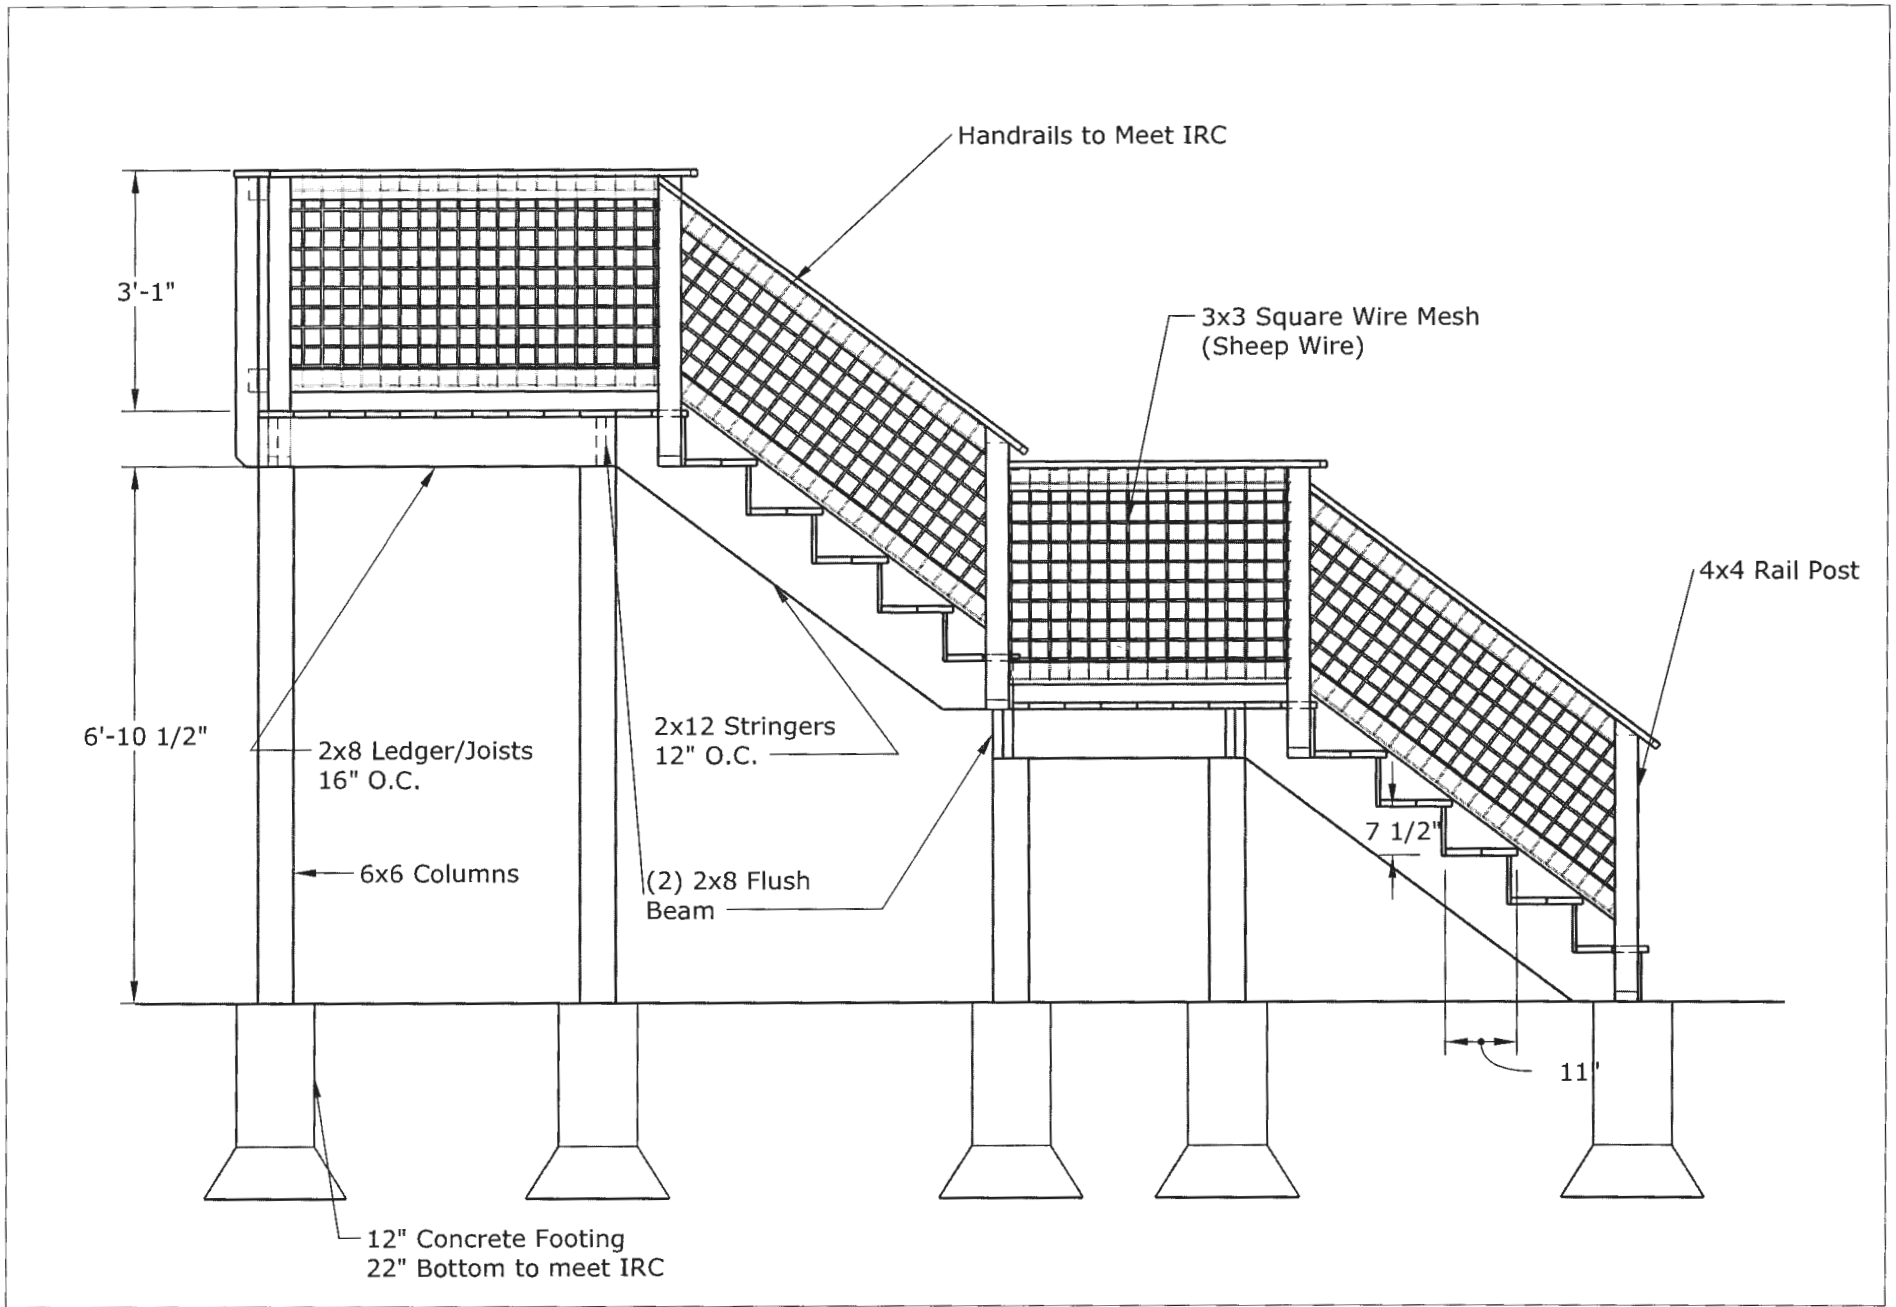 Handrails to Meet IRC
3'-1"
3x3 Square Wire Mesh
(Sheep Wire)
4x4 Rail Post
6'-10 1/2"
2x8 Ledger/Joists
16" O.C.
2x12 Stringers
12" O.C.
7 1/2"
6x6 Columns
(2) 2x8 Flush
Beam
11"
12" Concrete Footing
22" Bottom to meet IRC